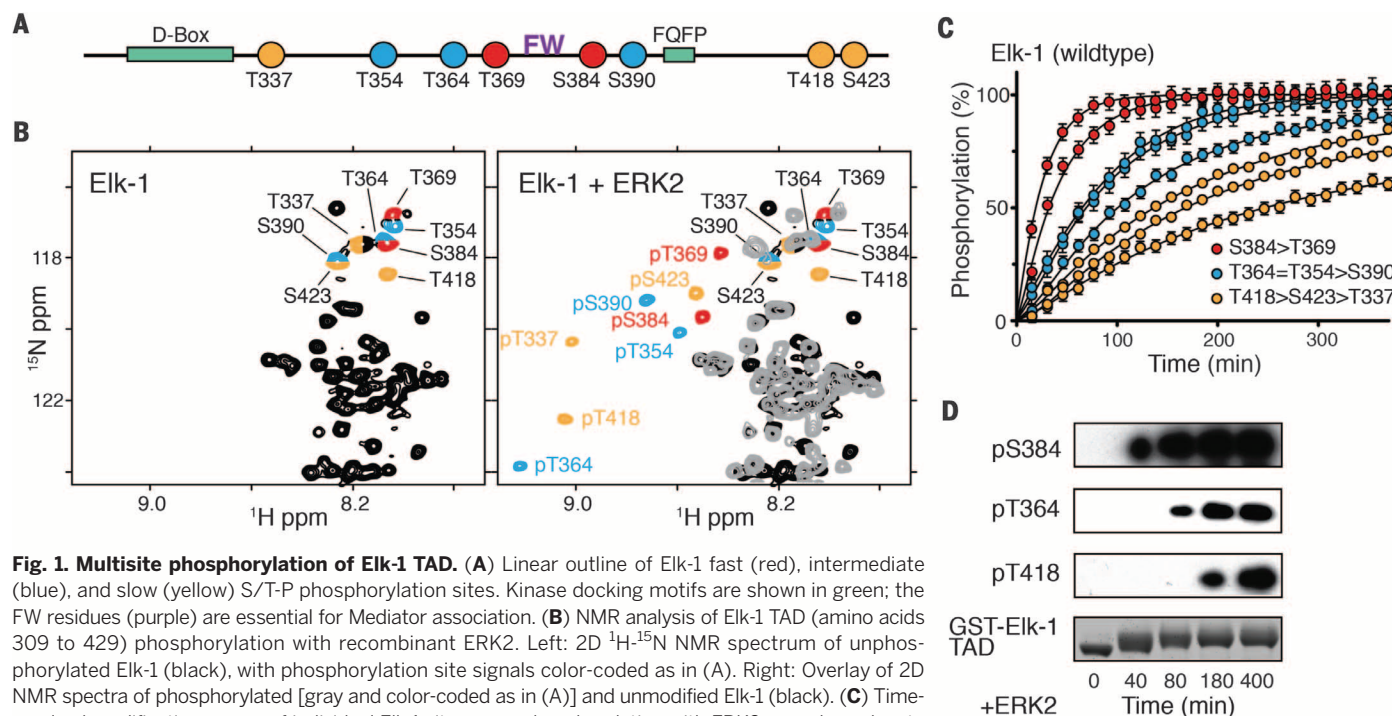 A
D-Box
FW
FQFP
T337 T354 T364 T369 S384 S390 T418 S423
B
Elk-1
T364
T369
T337
S390
T354
S384
T418
S423
118
122
¹⁵N ppm
9.0 8.2
¹H ppm
Elk-1 + ERK2
T364
T369
T337
S390
T354
S384
T418
S423
pT369
pS423
pS390
pS384
pT354
pT337
pT418
pT364
9.0 8.2
¹H ppm
C
Elk-1 (wildtype)
Phosphorylation (%)
100
50
0
S384>T369
T364=T354>S390
T418>S423>T337
0 100 200 300
Time (min)
D
pS384
pT364
pT418
GST-Elk-1
TAD
0 40 80 180 400
+ERK2 Time (min)
Fig. 1. Multisite phosphorylation of Elk-1 TAD. (A) Linear outline of Elk-1 fast (red), intermediate
(blue), and slow (yellow) S/T-P phosphorylation sites. Kinase docking motifs are shown in green; the
FW residues (purple) are essential for Mediator association. (B) NMR analysis of Elk-1 TAD (amino acids
309 to 429) phosphorylation with recombinant ERK2. Left: 2D ¹H-¹⁵N NMR spectrum of unphos-
phorylated Elk-1 (black), with phosphorylation site signals color-coded as in (A). Right: Overlay of 2D
NMR spectra of phosphorylated [gray and color-coded as in (A)] and unmodified Elk-1 (black). (C) Time-